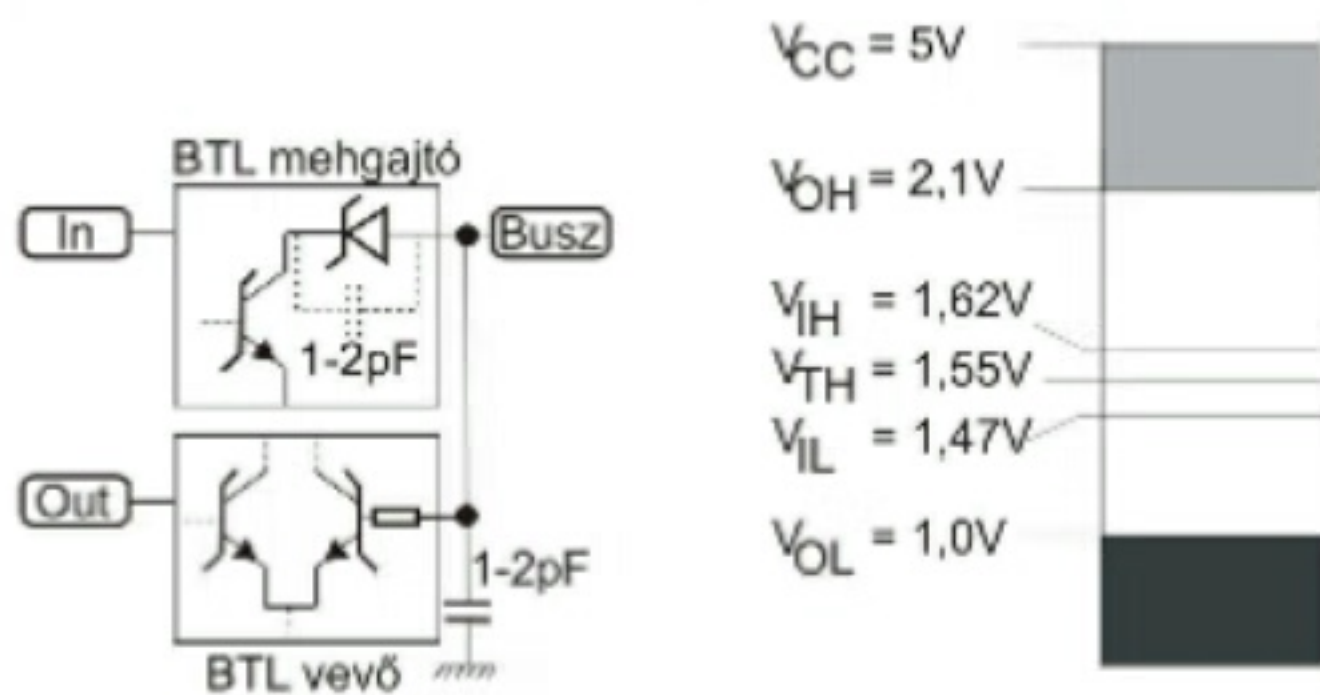 BTL mehgajtó
In
Busz
1-2pF
Out
1-2pF
BTL vevő
VCC = 5V
VOH = 2,1V
VIH = 1,62V
VTH = 1,55V
VIL = 1,47V
VOL = 1,0V